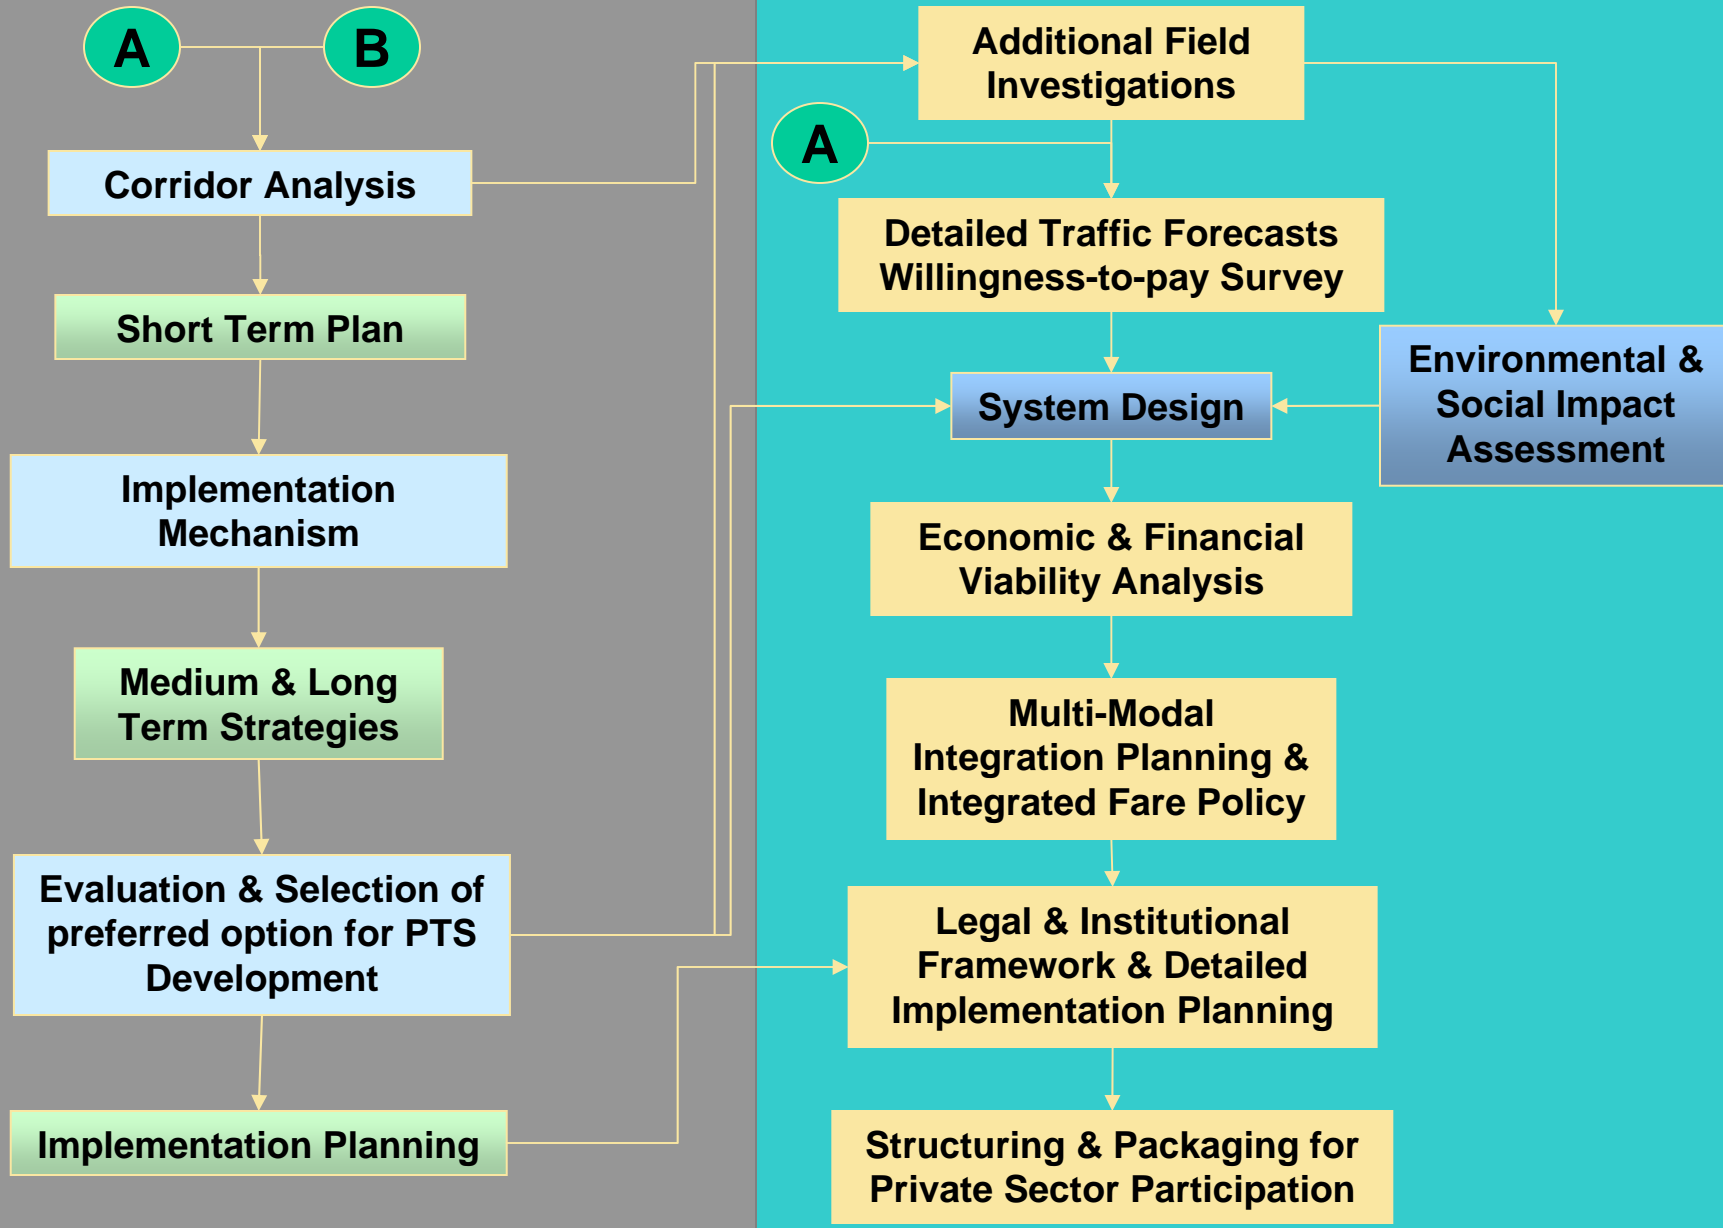 A
B
Corridor Analysis
Short Term Plan
Implementation
Mechanism
Medium & Long
Term Strategies
Evaluation & Selection of
preferred option for PTS
Development
Implementation Planning
Additional Field
Investigations
A
Detailed Traffic Forecasts
Willingness-to-pay Survey
System Design
Environmental &
Social Impact
Assessment
Economic & Financial
Viability Analysis
Multi-Modal
Integration Planning &
Integrated Fare Policy
Legal & Institutional
Framework & Detailed
Implementation Planning
Structuring & Packaging for
Private Sector Participation